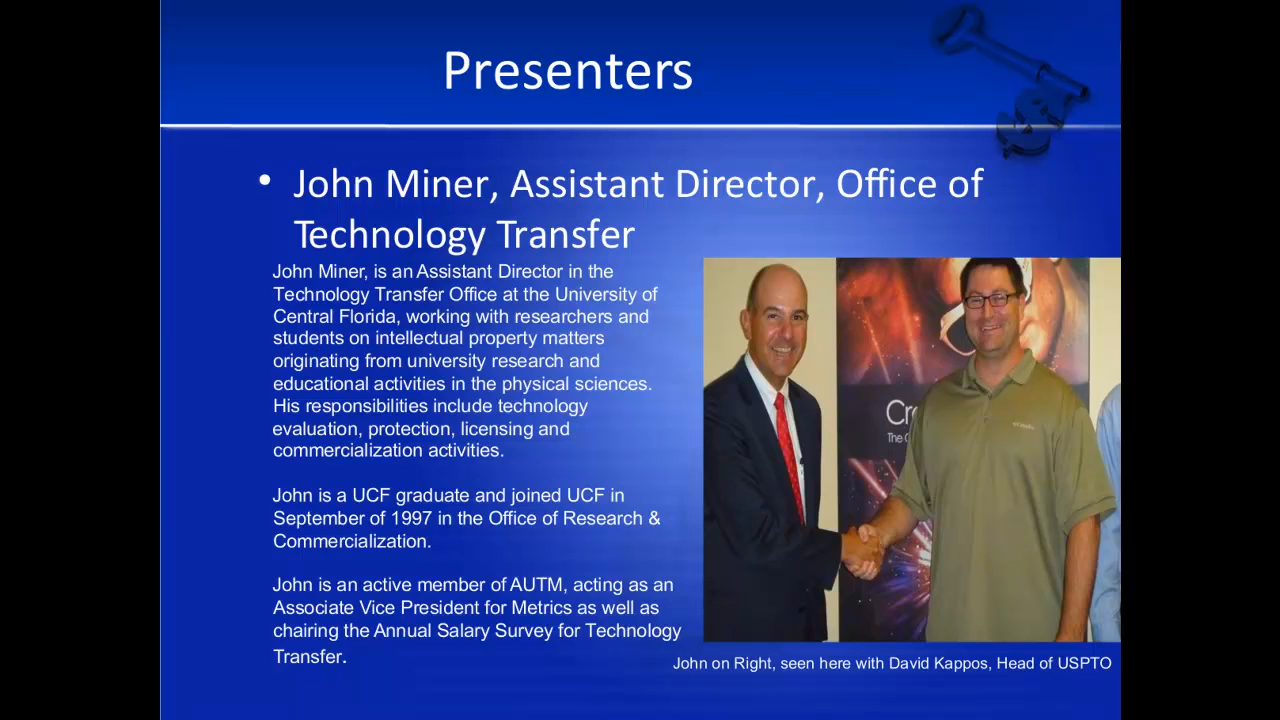 Presenters
• John Miner, Assistant Director, Office of
Technology Transfer
John Miner, is an Assistant Director in the
Technology Transfer Office at the University of
Central Florida, working with researchers and
students on intellectual property matters
originating from university research and
educational activities in the physical sciences.
His responsibilities include technology
evaluation, protection, licensing and
commercialization activities.
John is a UCF graduate and joined UCF in
September of 1997 in the Office of Research &
Commercialization.
John is an active member of AUTM, acting as an
Associate Vice President for Metrics as well as
chairing the Annual Salary Survey for Technology
Transfer.
John on Right, seen here with David Kappos, Head of USPTO